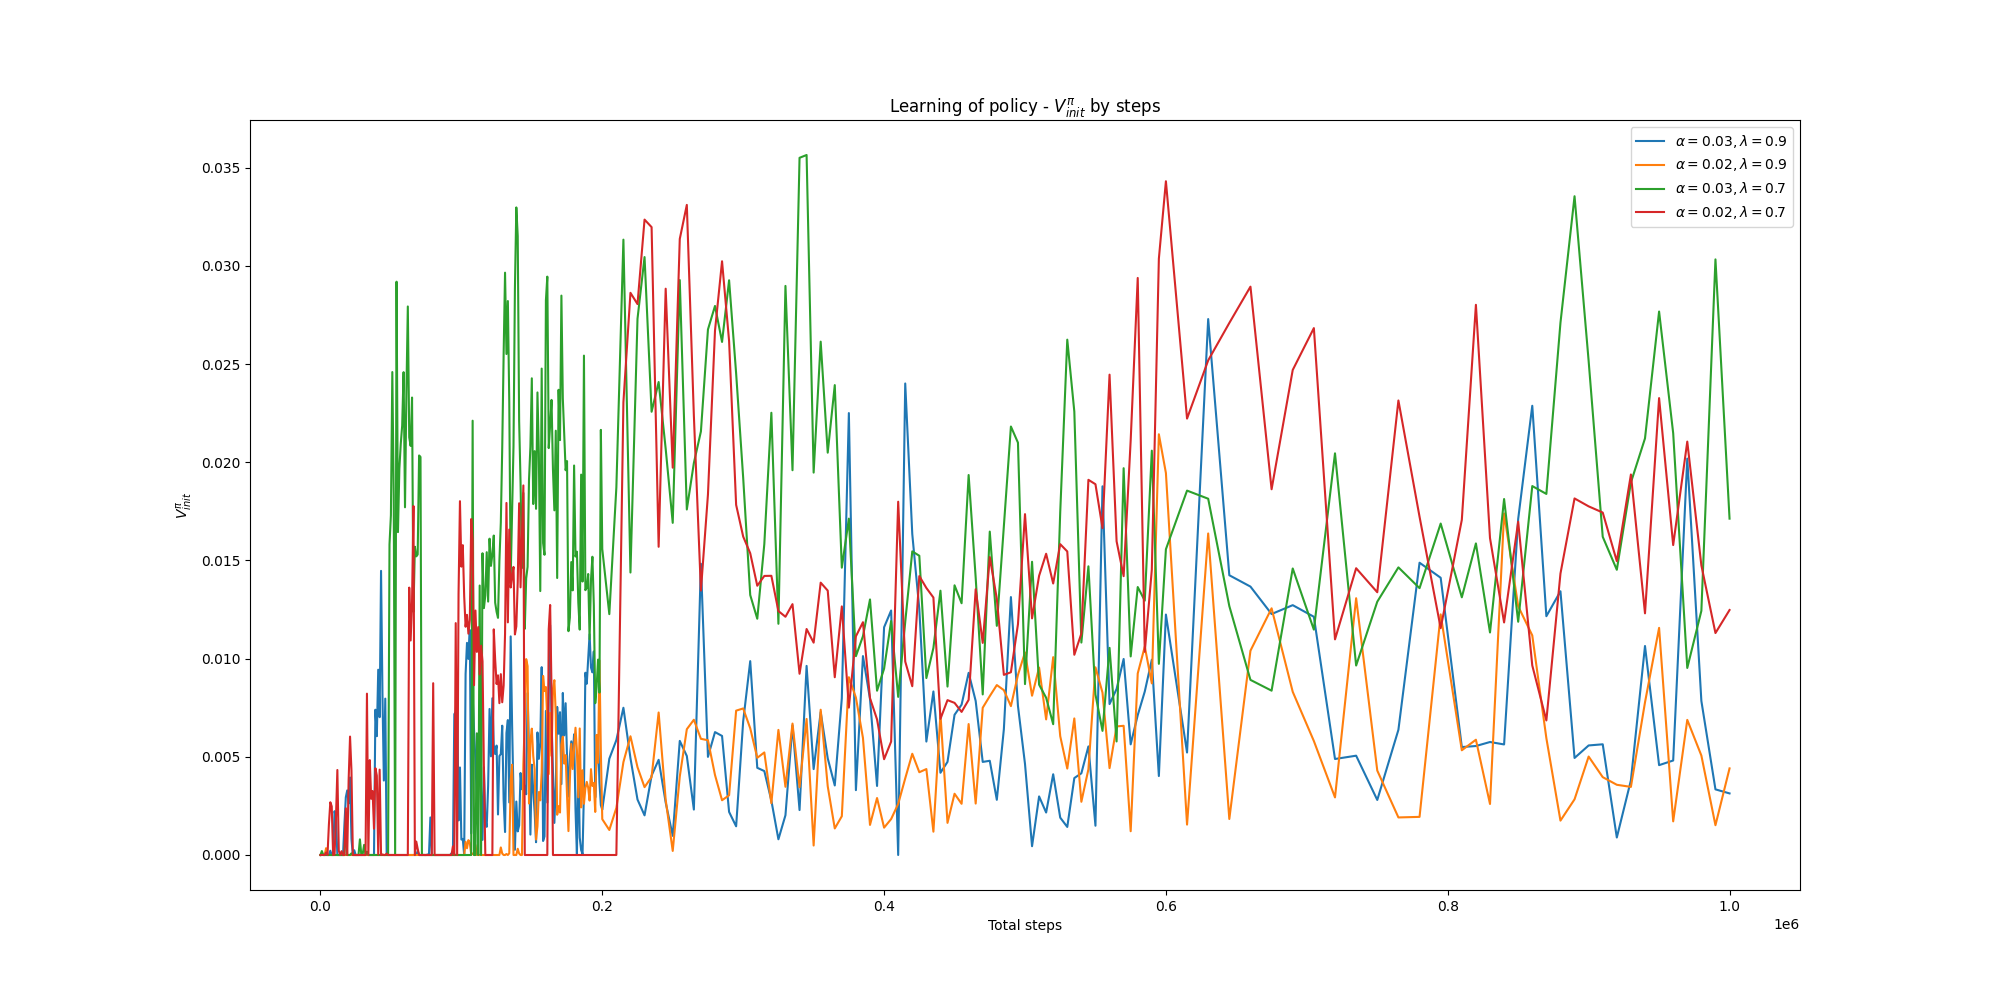 Learning of policy - $V_{init}^{\pi}$ by steps
α = 0.03, λ = 0.9
α = 0.02, λ = 0.9
α = 0.03, λ = 0.7
α = 0.02, λ = 0.7
0.035
0.030
0.025
0.020
0.015
0.010
0.005
0.000
$V_{init}^{\pi}$
0.0 0.2 0.4 0.6 0.8 1.0
1e6
Total steps